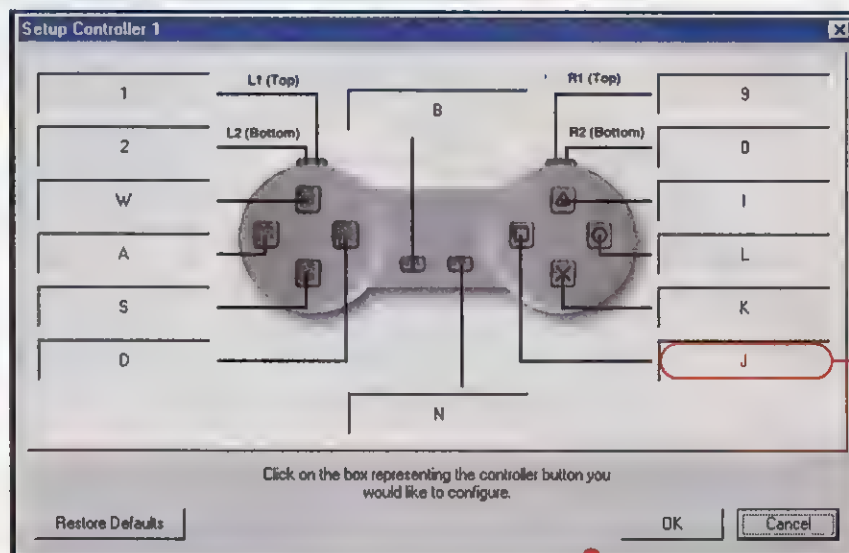 Setup Controller 1
1
L1 (Top)
B
R1 (Top)
9
2
L2 (Bottom)
R2 (Bottom)
0
W
I
A
L
S
K
D
J
N
Click on the box representing the controller button you
would like to configure.
Restore Defaults
OK
Cancel